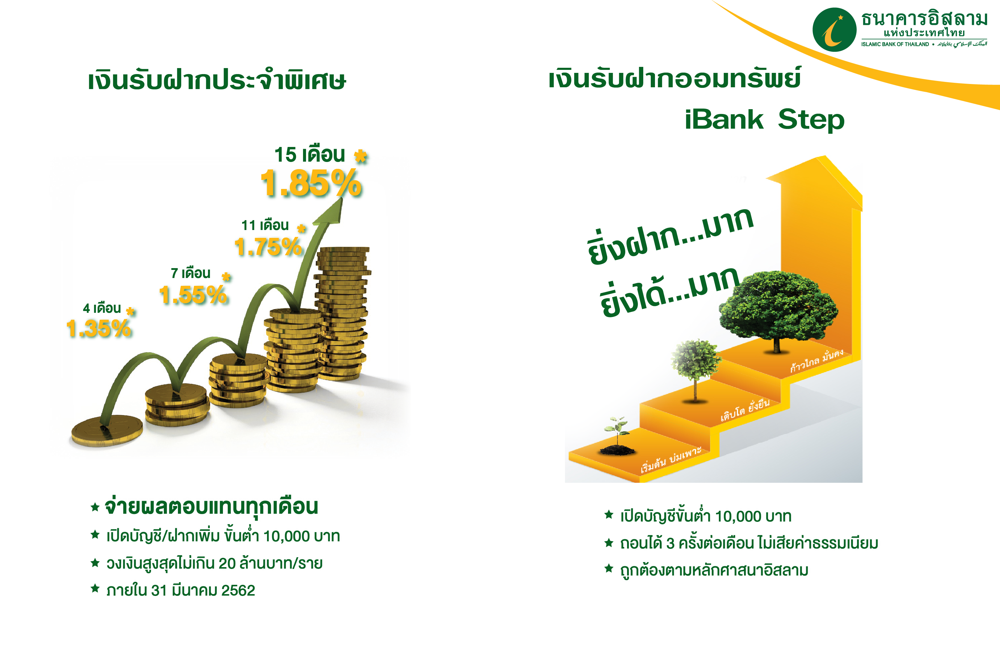 ธนาคารอิสลาม
แห่งประเทศไทย
ISLAMIC BANK OF THAILAND • البنك الإسلامي بتايلاند
เงินรับฝากประจำพิเศษ
15 เดือน *
1.85%
11 เดือน *
1.75%
7 เดือน *
1.55%
4 เดือน *
1.35%
★ จ่ายผลตอบแทนทุกเดือน
★ เปิดบัญชี/ฝากเพิ่ม ขั้นต่ำ 10,000 บาท
★ วงเงินสูงสุดไม่เกิน 20 ล้านบาท/ราย
★ ภายใน 31 มีนาคม 2562
เงินรับฝากออมทรัพย์
iBank Step
ยิ่งฝาก...มาก
ยิ่งได้...มาก
ก้าวไกล มั่นคง
เติบโต ยั่งยืน
เริ่มต้น บ่มเพาะ
★ เปิดบัญชีขั้นต่ำ 10,000 บาท
★ ถอนได้ 3 ครั้งต่อเดือน ไม่เสียค่าธรรมเนียม
★ ถูกต้องตามหลักศาสนาอิสลาม